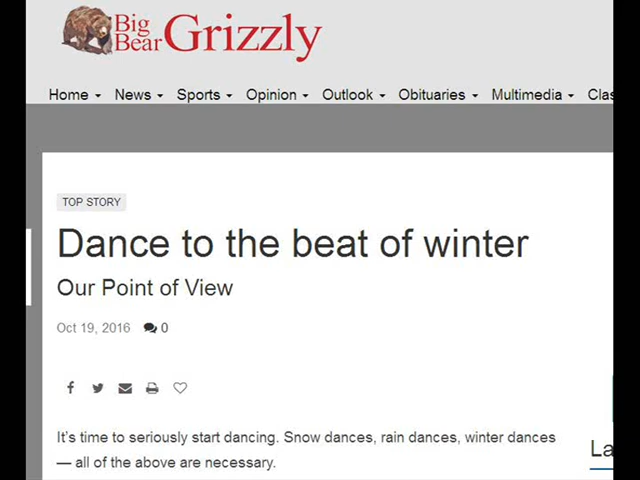 Big
Bear Grizzly
Home News Sports Opinion Outlook Obituaries Multimedia Clas
TOP STORY
Dance to the beat of winter
Our Point of View
Oct 19, 2016 0
It's time to seriously start dancing. Snow dances, rain dances, winter dances
— all of the above are necessary.
La